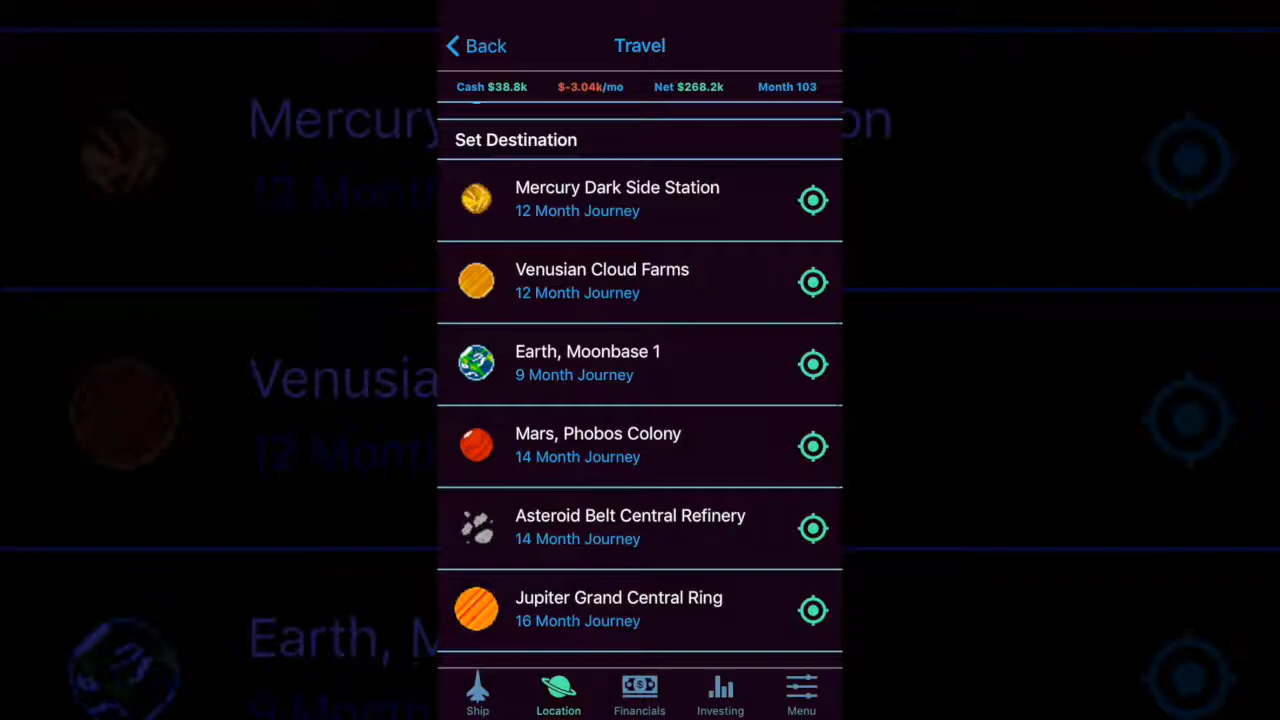 Back
Travel
Cash $38.8k $-3.04k/mo Net $268.2k Month 103
Set Destination
Mercury Dark Side Station
12 Month Journey
Venusian Cloud Farms
12 Month Journey
Earth, Moonbase 1
9 Month Journey
Mars, Phobos Colony
14 Month Journey
Asteroid Belt Central Refinery
14 Month Journey
Jupiter Grand Central Ring
16 Month Journey
Ship Location Financials Investing Menu